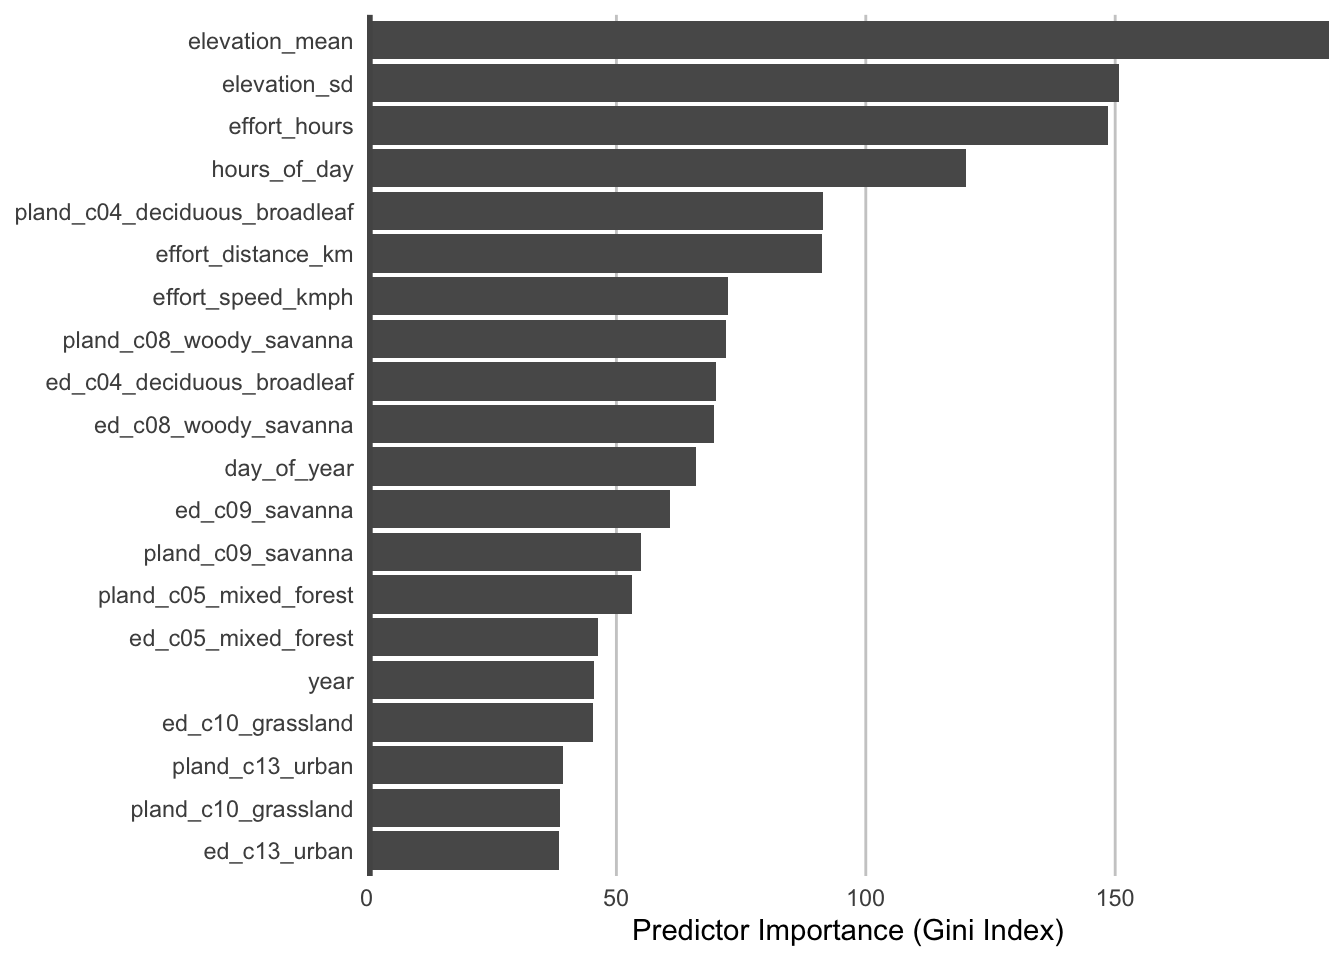 elevation_mean
elevation_sd
effort_hours
hours_of_day
pland_c04_deciduous_broadleaf
effort_distance_km
effort_speed_kmph
pland_c08_woody_savanna
ed_c04_deciduous_broadleaf
ed_c08_woody_savanna
day_of_year
ed_c09_savanna
pland_c09_savanna
pland_c05_mixed_forest
ed_c05_mixed_forest
year
ed_c10_grassland
pland_c13_urban
pland_c10_grassland
ed_c13_urban
0 50 100 150
Predictor Importance (Gini Index)